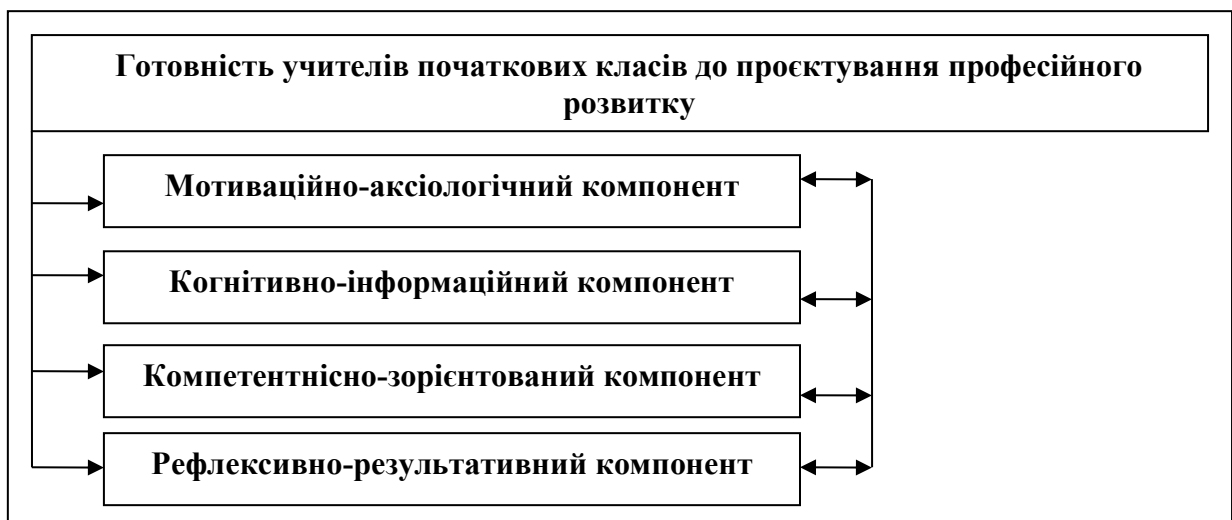 Готовність учителів початкових класів до проєктування професійного
розвитку
Мотиваційно-аксіологічний компонент
Когнітивно-інформаційний компонент
Компетентнісно-зорієнтований компонент
Рефлексивно-результативний компонент